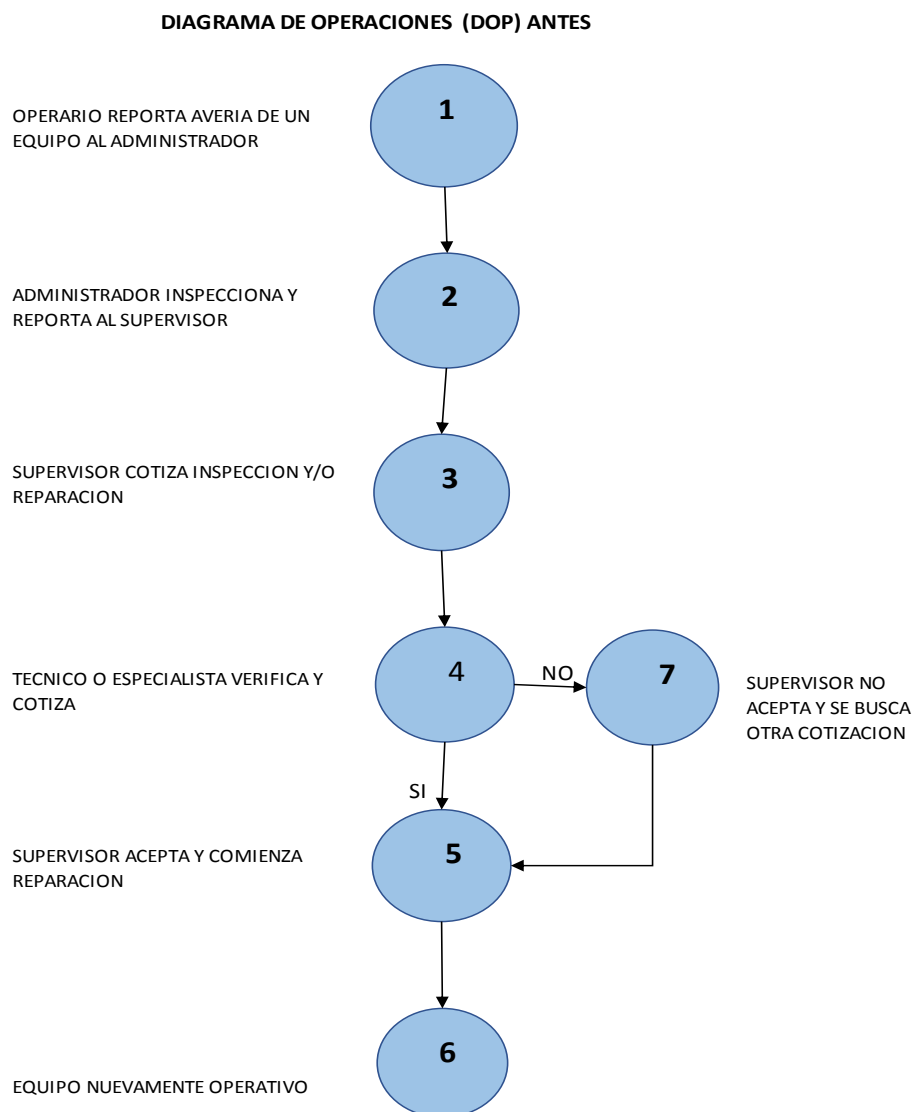 DIAGRAMA DE OPERACIONES (DOP) ANTES
1
OPERARIO REPORTA AVERIA DE UN
EQUIPO AL ADMINISTRADOR
2
ADMINISTRADOR INSPECCIONA Y
REPORTA AL SUPERVISOR
3
SUPERVISOR COTIZA INSPECCION Y/O
REPARACION
4
NO
7
TECNICO O ESPECIALISTA VERIFICA Y
COTIZA
SUPERVISOR NO
ACEPTA Y SE BUSCA
OTRA COTIZACION
SI
5
SUPERVISOR ACEPTA Y COMIENZA
REPARACION
6
EQUIPO NUEVAMENTE OPERATIVO